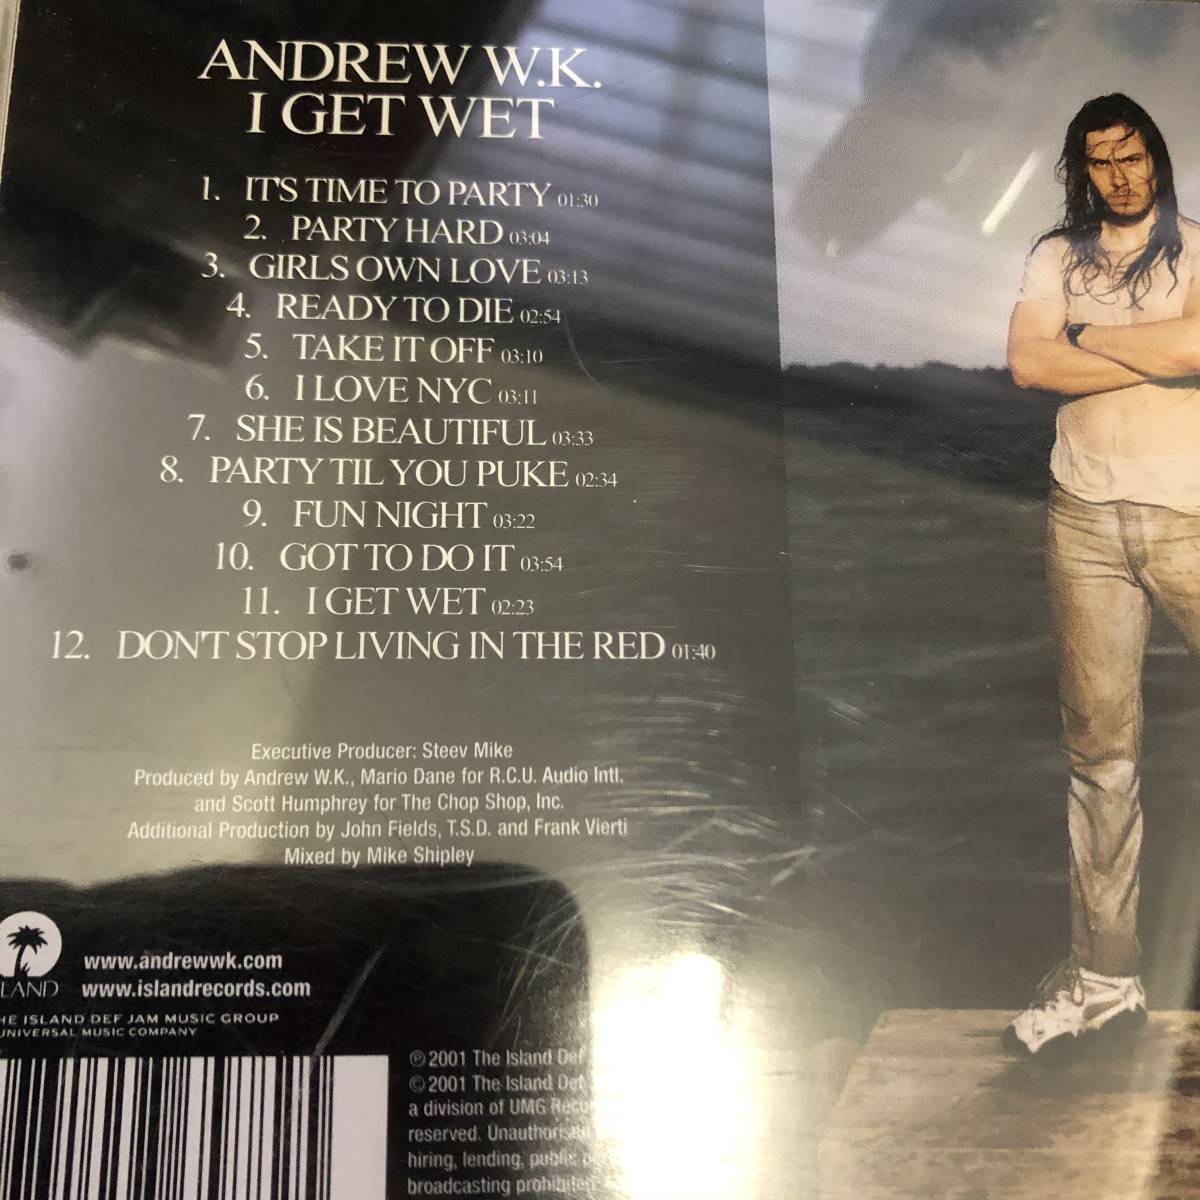 ANDREW W.K.
I GET WET
1. IT'S TIME TO PARTY 01:30
2. PARTY HARD 03:04
3. GIRLS OWN LOVE 03:13
4. READY TO DIE 02:54
5. TAKE IT OFF 03:10
6. I LOVE NYC 03:11
7. SHE IS BEAUTIFUL 03:33
8. PARTY TIL YOU PUKE 02:34
9. FUN NIGHT 03:22
10. GOT TO DO IT 03:54
11. I GET WET 02:23
12. DON'T STOP LIVING IN THE RED 01:40
Executive Producer: Steev Mike
Produced by Andrew W.K., Mario Dane for R.C.U. Audio Intl.
and Scott Humphrey for The Chop Shop, Inc.
Additional Production by John Fields, T.S.D. and Frank Vierti
Mixed by Mike Shipley
www.andrewwk.com
LAND www.islandrecords.com
HE ISLAND DEF JAM MUSIC GROUP
UNIVERSAL MUSIC COMPANY
℗ 2001 The Island Def
© 2001 The Island Def
a division of UMG
reserved. Unauthorised
hiring, lending, public
broadcasting prohibited